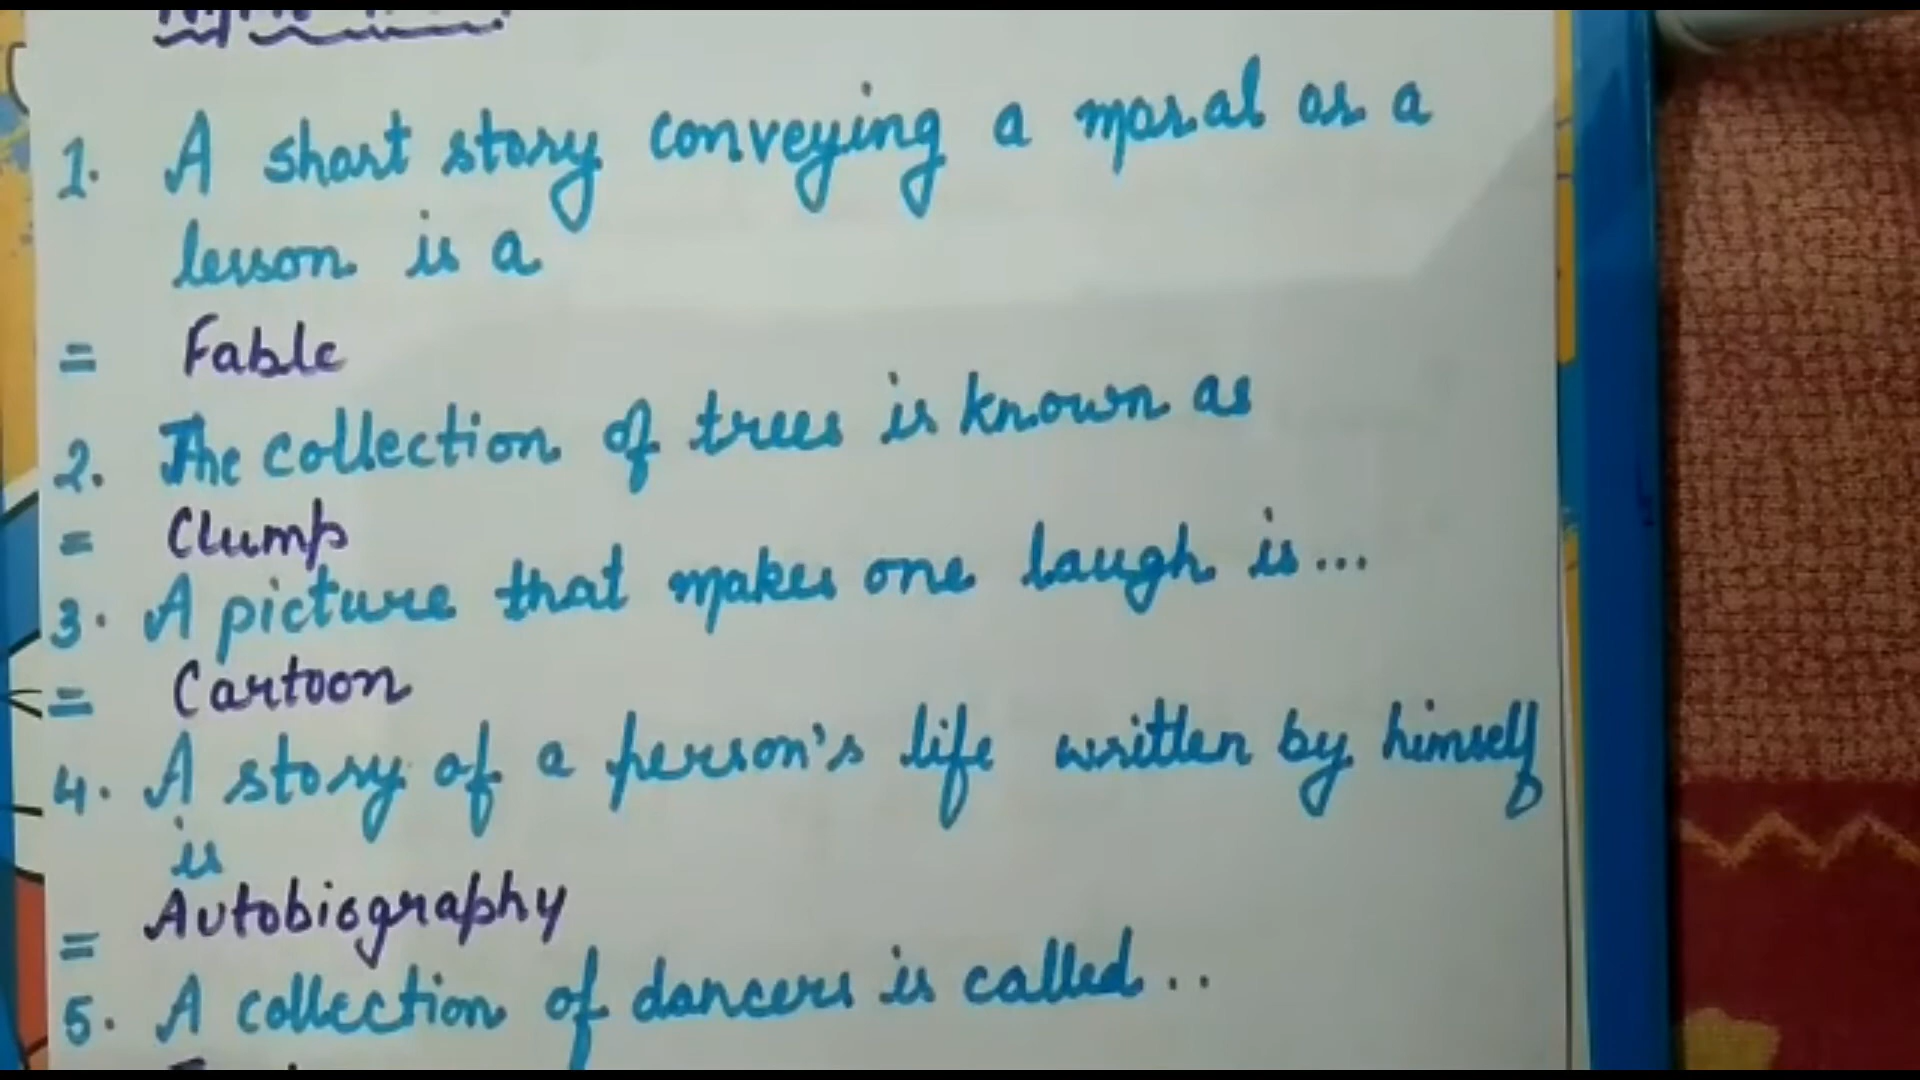 1. A short story conveying a moral or a
lesson is a
= Fable
2. The collection of trees is known as
= Clump
3. A picture that makes one laugh is...
= Cartoon
4. A story of a person's life written by himself
is
= Autobiography
5. A collection of dancers is called..